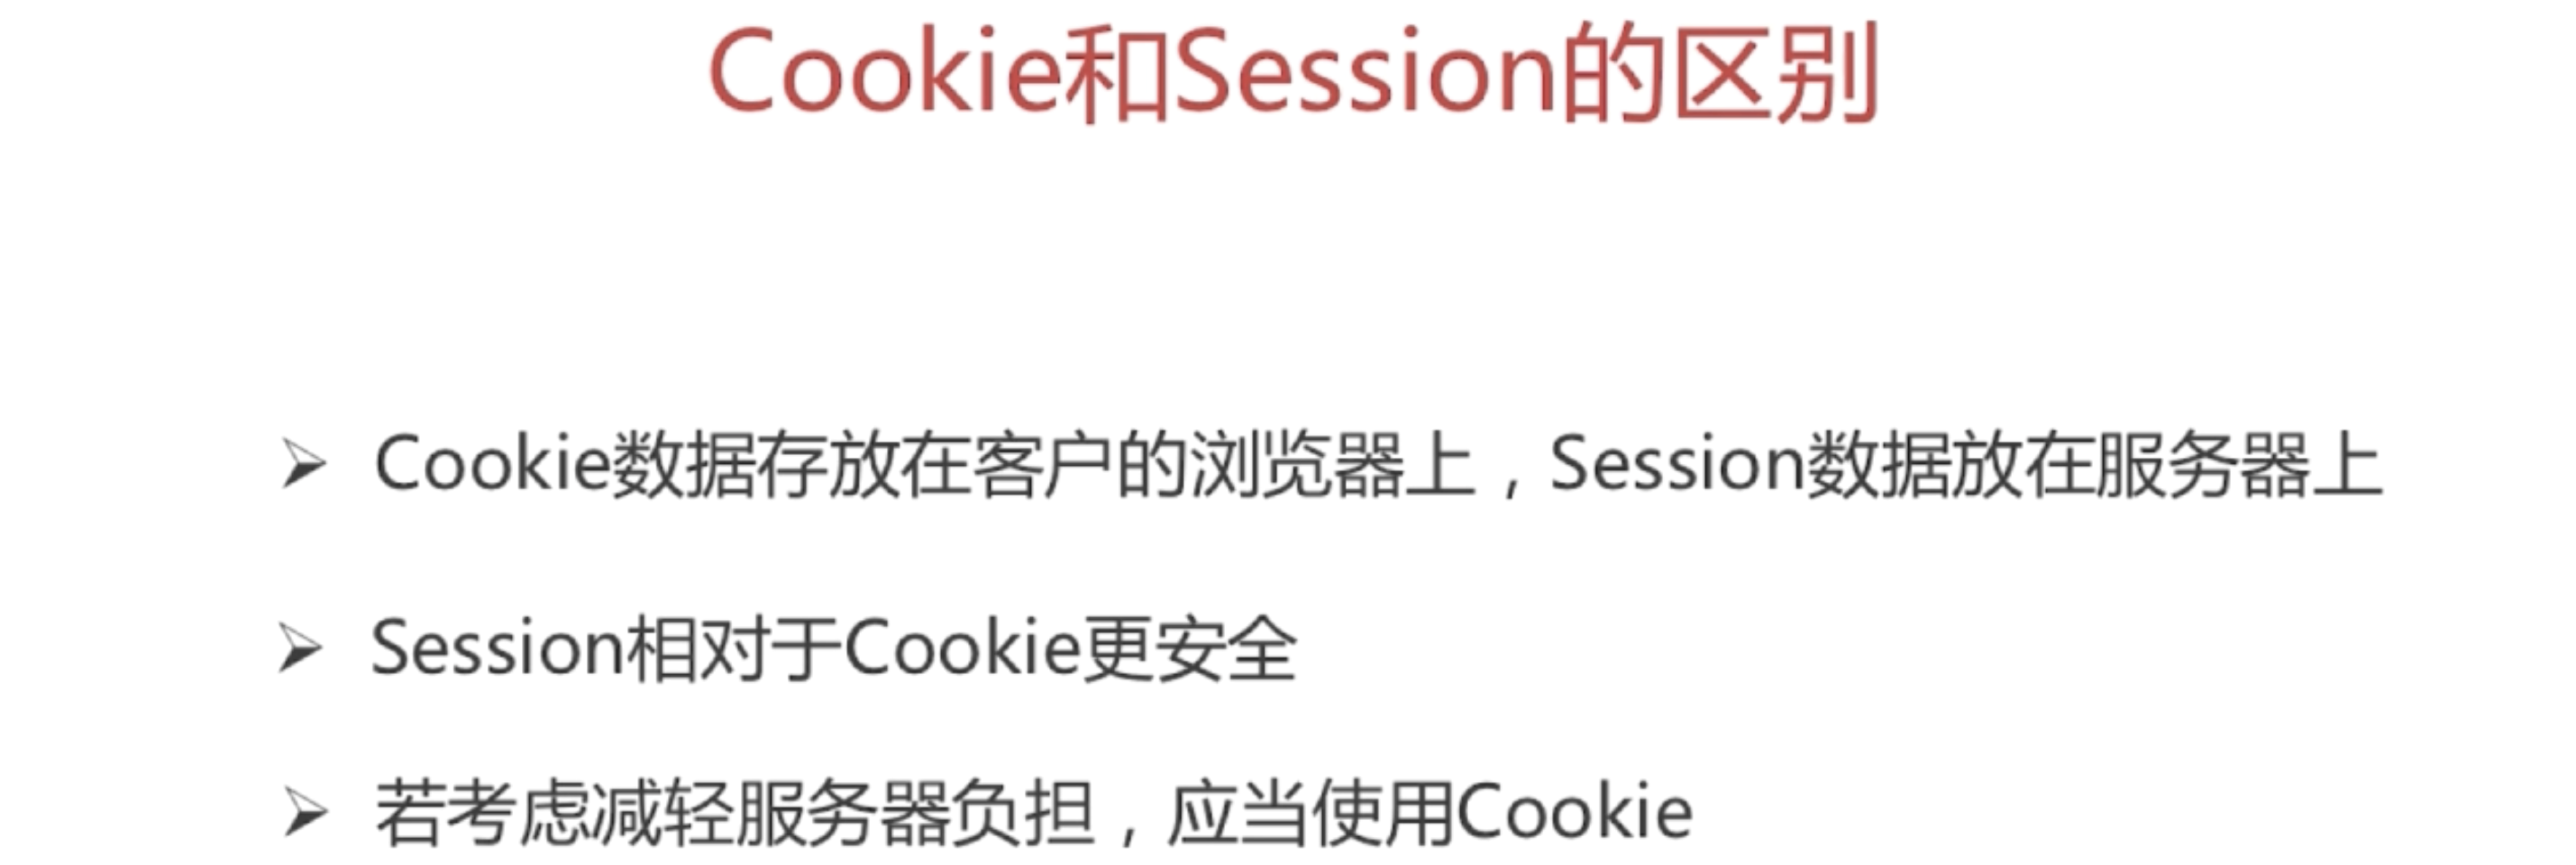 Cookie和Session的区别
Cookie数据存放在客户的浏览器上，Session数据放在服务器上
Session相对于Cookie更安全
若考虑减轻服务器负担，应当使用Cookie